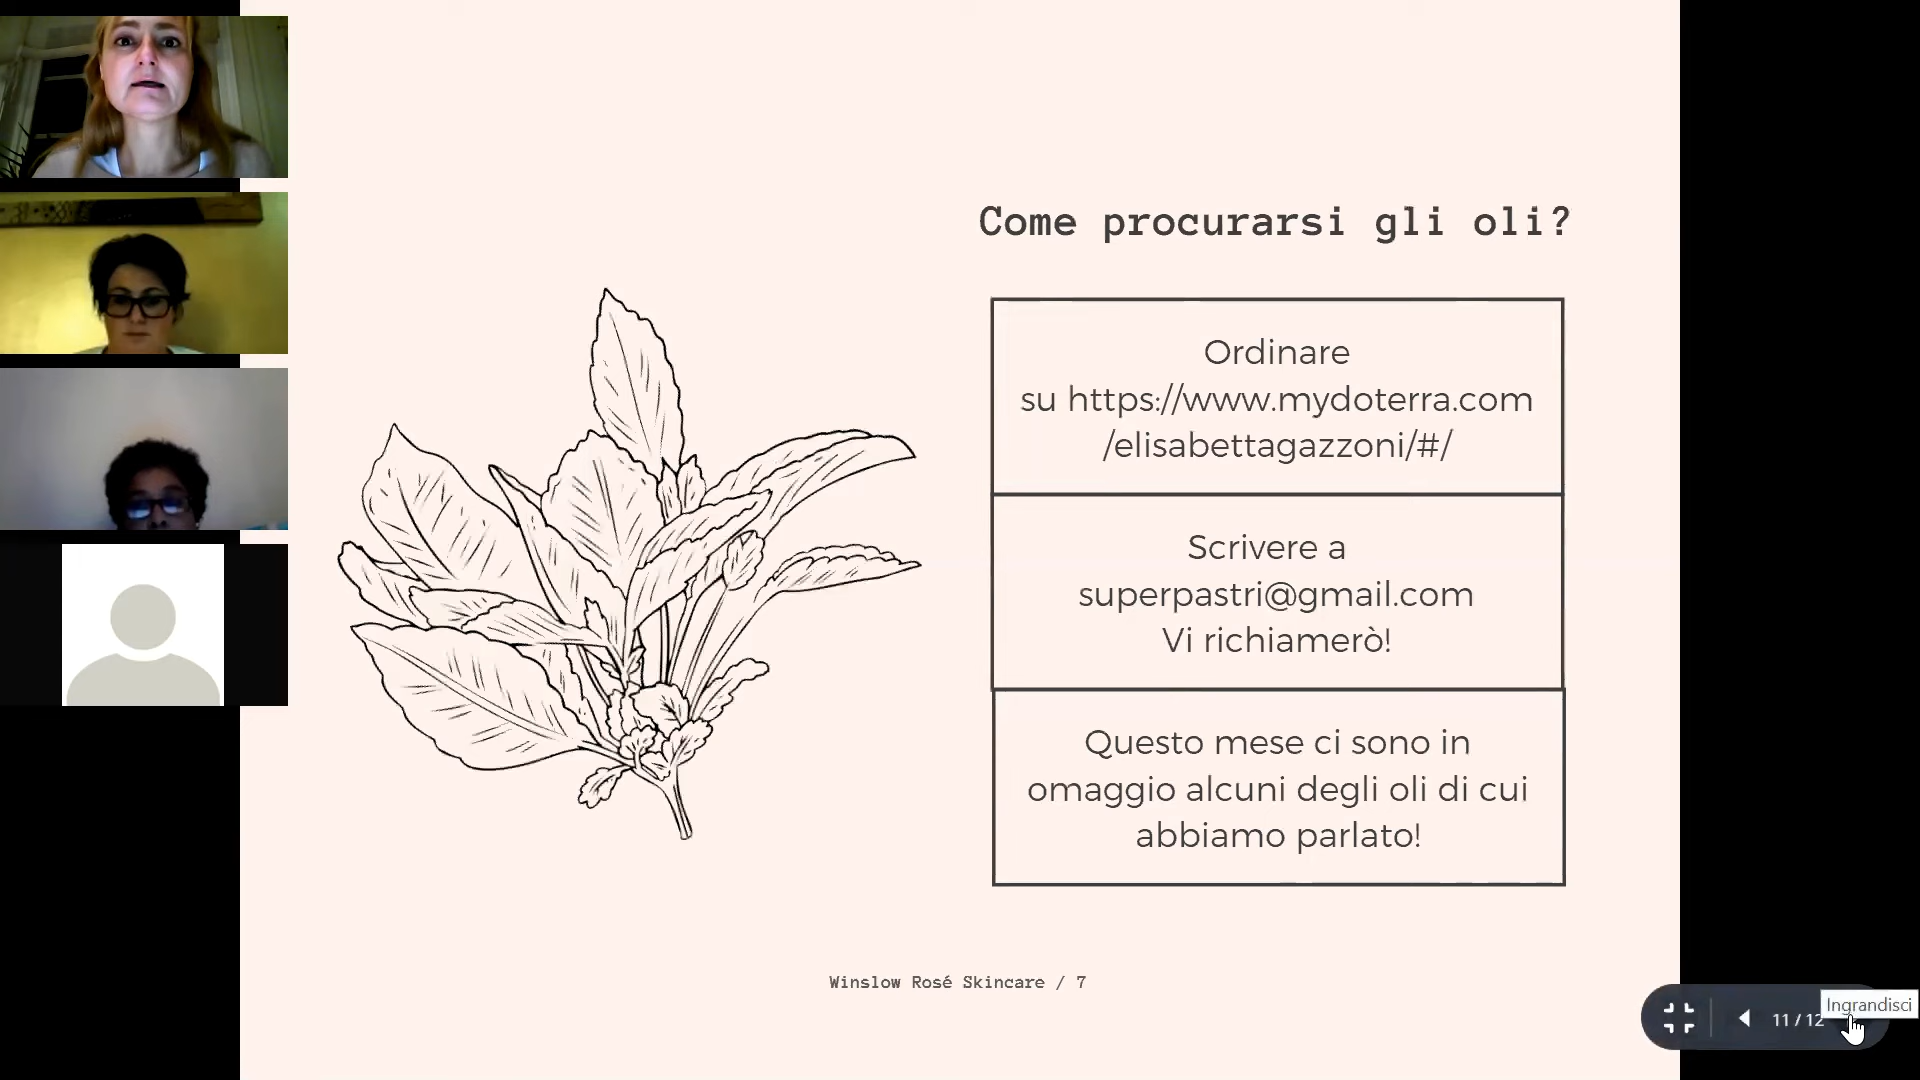 Come procurarsi gli oli?
Ordinare
su https://www.mydoterra.com
/elisabettagazzoni/#/
Scrivere a
superpastri@gmail.com
Vi richiamerò!
Questo mese ci sono in
omaggio alcuni degli oli di cui
abbiamo parlato!
Winslow Rosé Skincare / 7
Ingrandisci
11 / 12